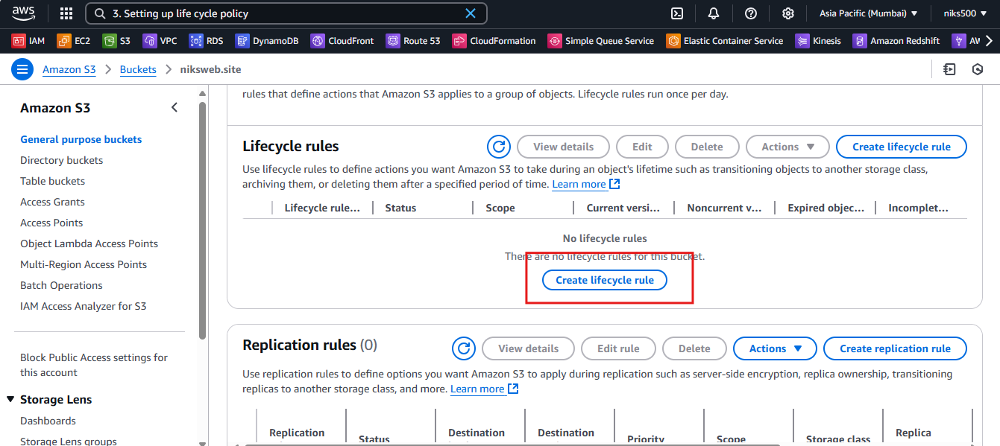 aws
3. Setting up life cycle policy
Asia Pacific (Mumbai)
niks500
IAM
EC2
S3
VPC
RDS
DynamoDB
CloudFront
Route 53
CloudFormation
Simple Queue Service
Elastic Container Service
Kinesis
Amazon Redshift
AW
Amazon S3
Buckets
niksweb.site
Amazon S3
General purpose buckets
Directory buckets
Table buckets
Access Grants
Access Points
Object Lambda Access Points
Multi-Region Access Points
Batch Operations
IAM Access Analyzer for S3
Block Public Access settings for
this account
Storage Lens
Dashboards
Storage Lens groups
rules that define actions that Amazon S3 applies to a group of objects. Lifecycle rules run once per day.
Lifecycle rules
View details
Edit
Delete
Actions
Create lifecycle rule
Use lifecycle rules to define actions you want Amazon S3 to take during an object's lifetime such as transitioning objects to another storage class,
archiving them, or deleting them after a specified period of time. Learn more
Lifecycle rule...
Status
Scope
Current versi...
Noncurrent v...
Expired objec...
Incomplet...
No lifecycle rules
There are no lifecycle rules for this bucket.
Create lifecycle rule
Replication rules (0)
View details
Edit rule
Delete
Actions
Create replication rule
Use replication rules to define options you want Amazon S3 to apply during replication such as server-side encryption, replica ownership, transitioning
replicas to another storage class, and more. Learn more
Replication
Status
Destination
Destination
Priority
Scope
Storage class
Replica